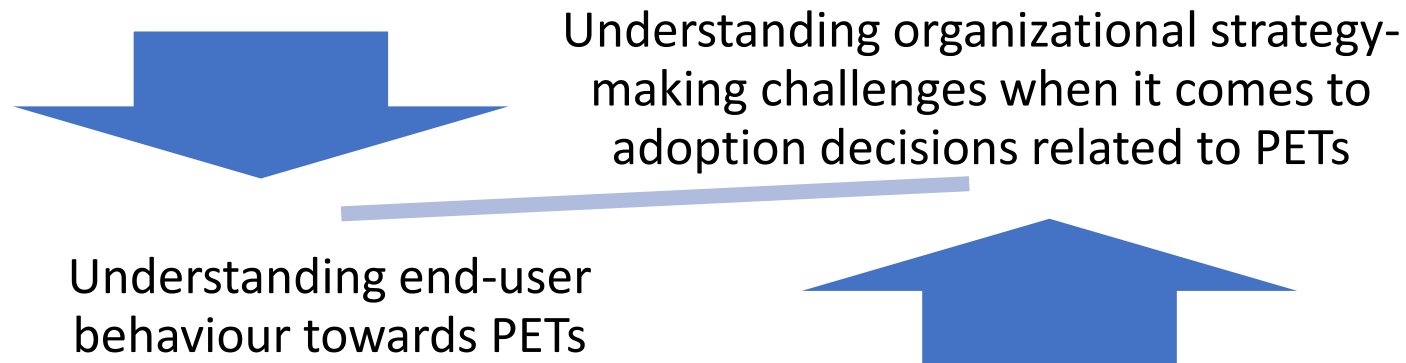 Understanding organizational strategy-
making challenges when it comes to
adoption decisions related to PETs
Understanding end-user
behaviour towards PETs